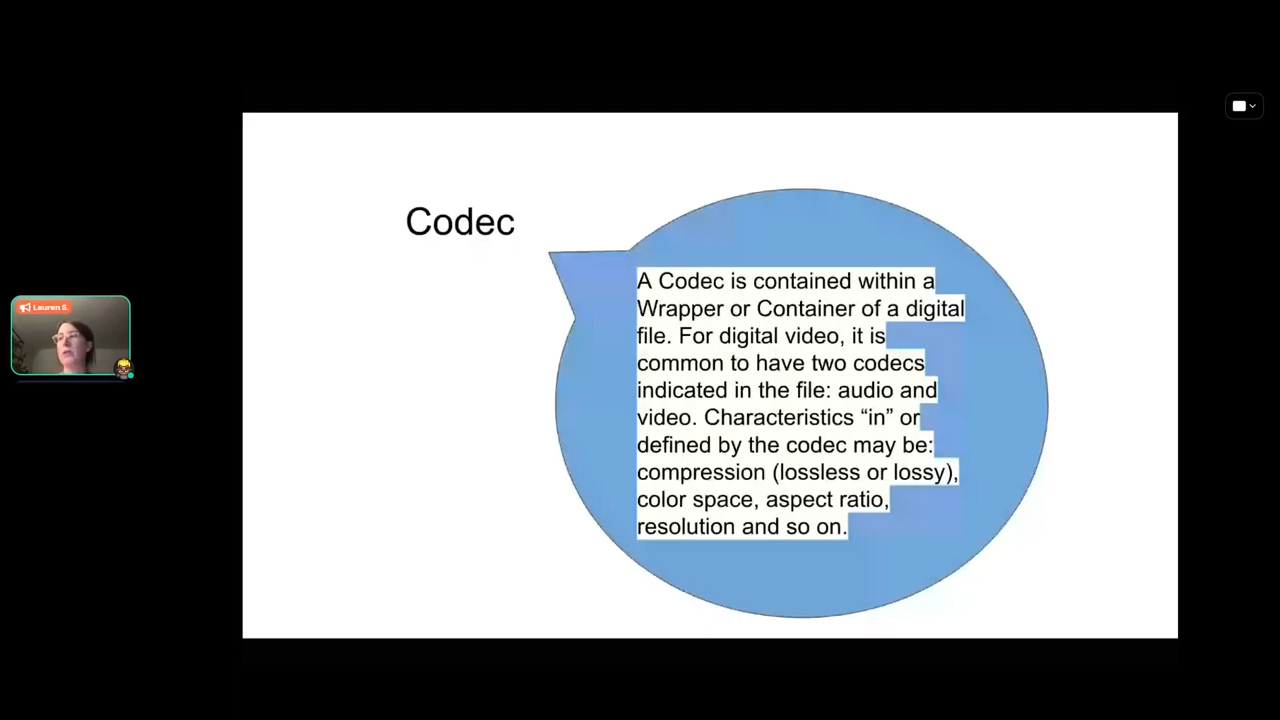 Codec
A Codec is contained within a
Wrapper or Container of a digital
file. For digital video, it is
common to have two codecs
indicated in the file: audio and
video. Characteristics “in” or
defined by the codec may be:
compression (lossless or lossy),
color space, aspect ratio,
resolution and so on.
Lauren S.